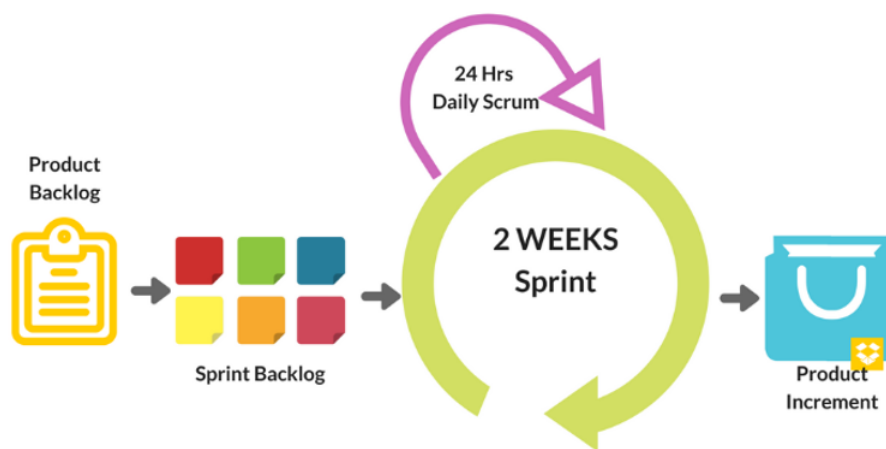 24 Hrs
Daily Scrum
Product
Backlog
2 WEEKS
Sprint
Sprint Backlog
Product
Increment